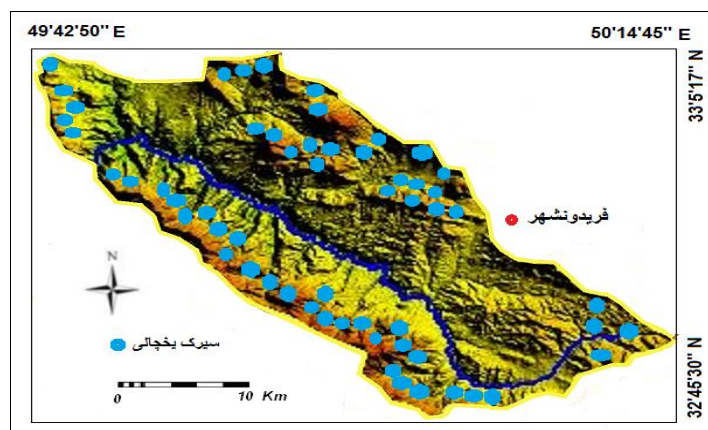 49'42'50'' E
50'14'45'' E
33'5'17'' N
فریدونشهر
N
سیرک یخچالی
32'45'30'' N
0 10 Km